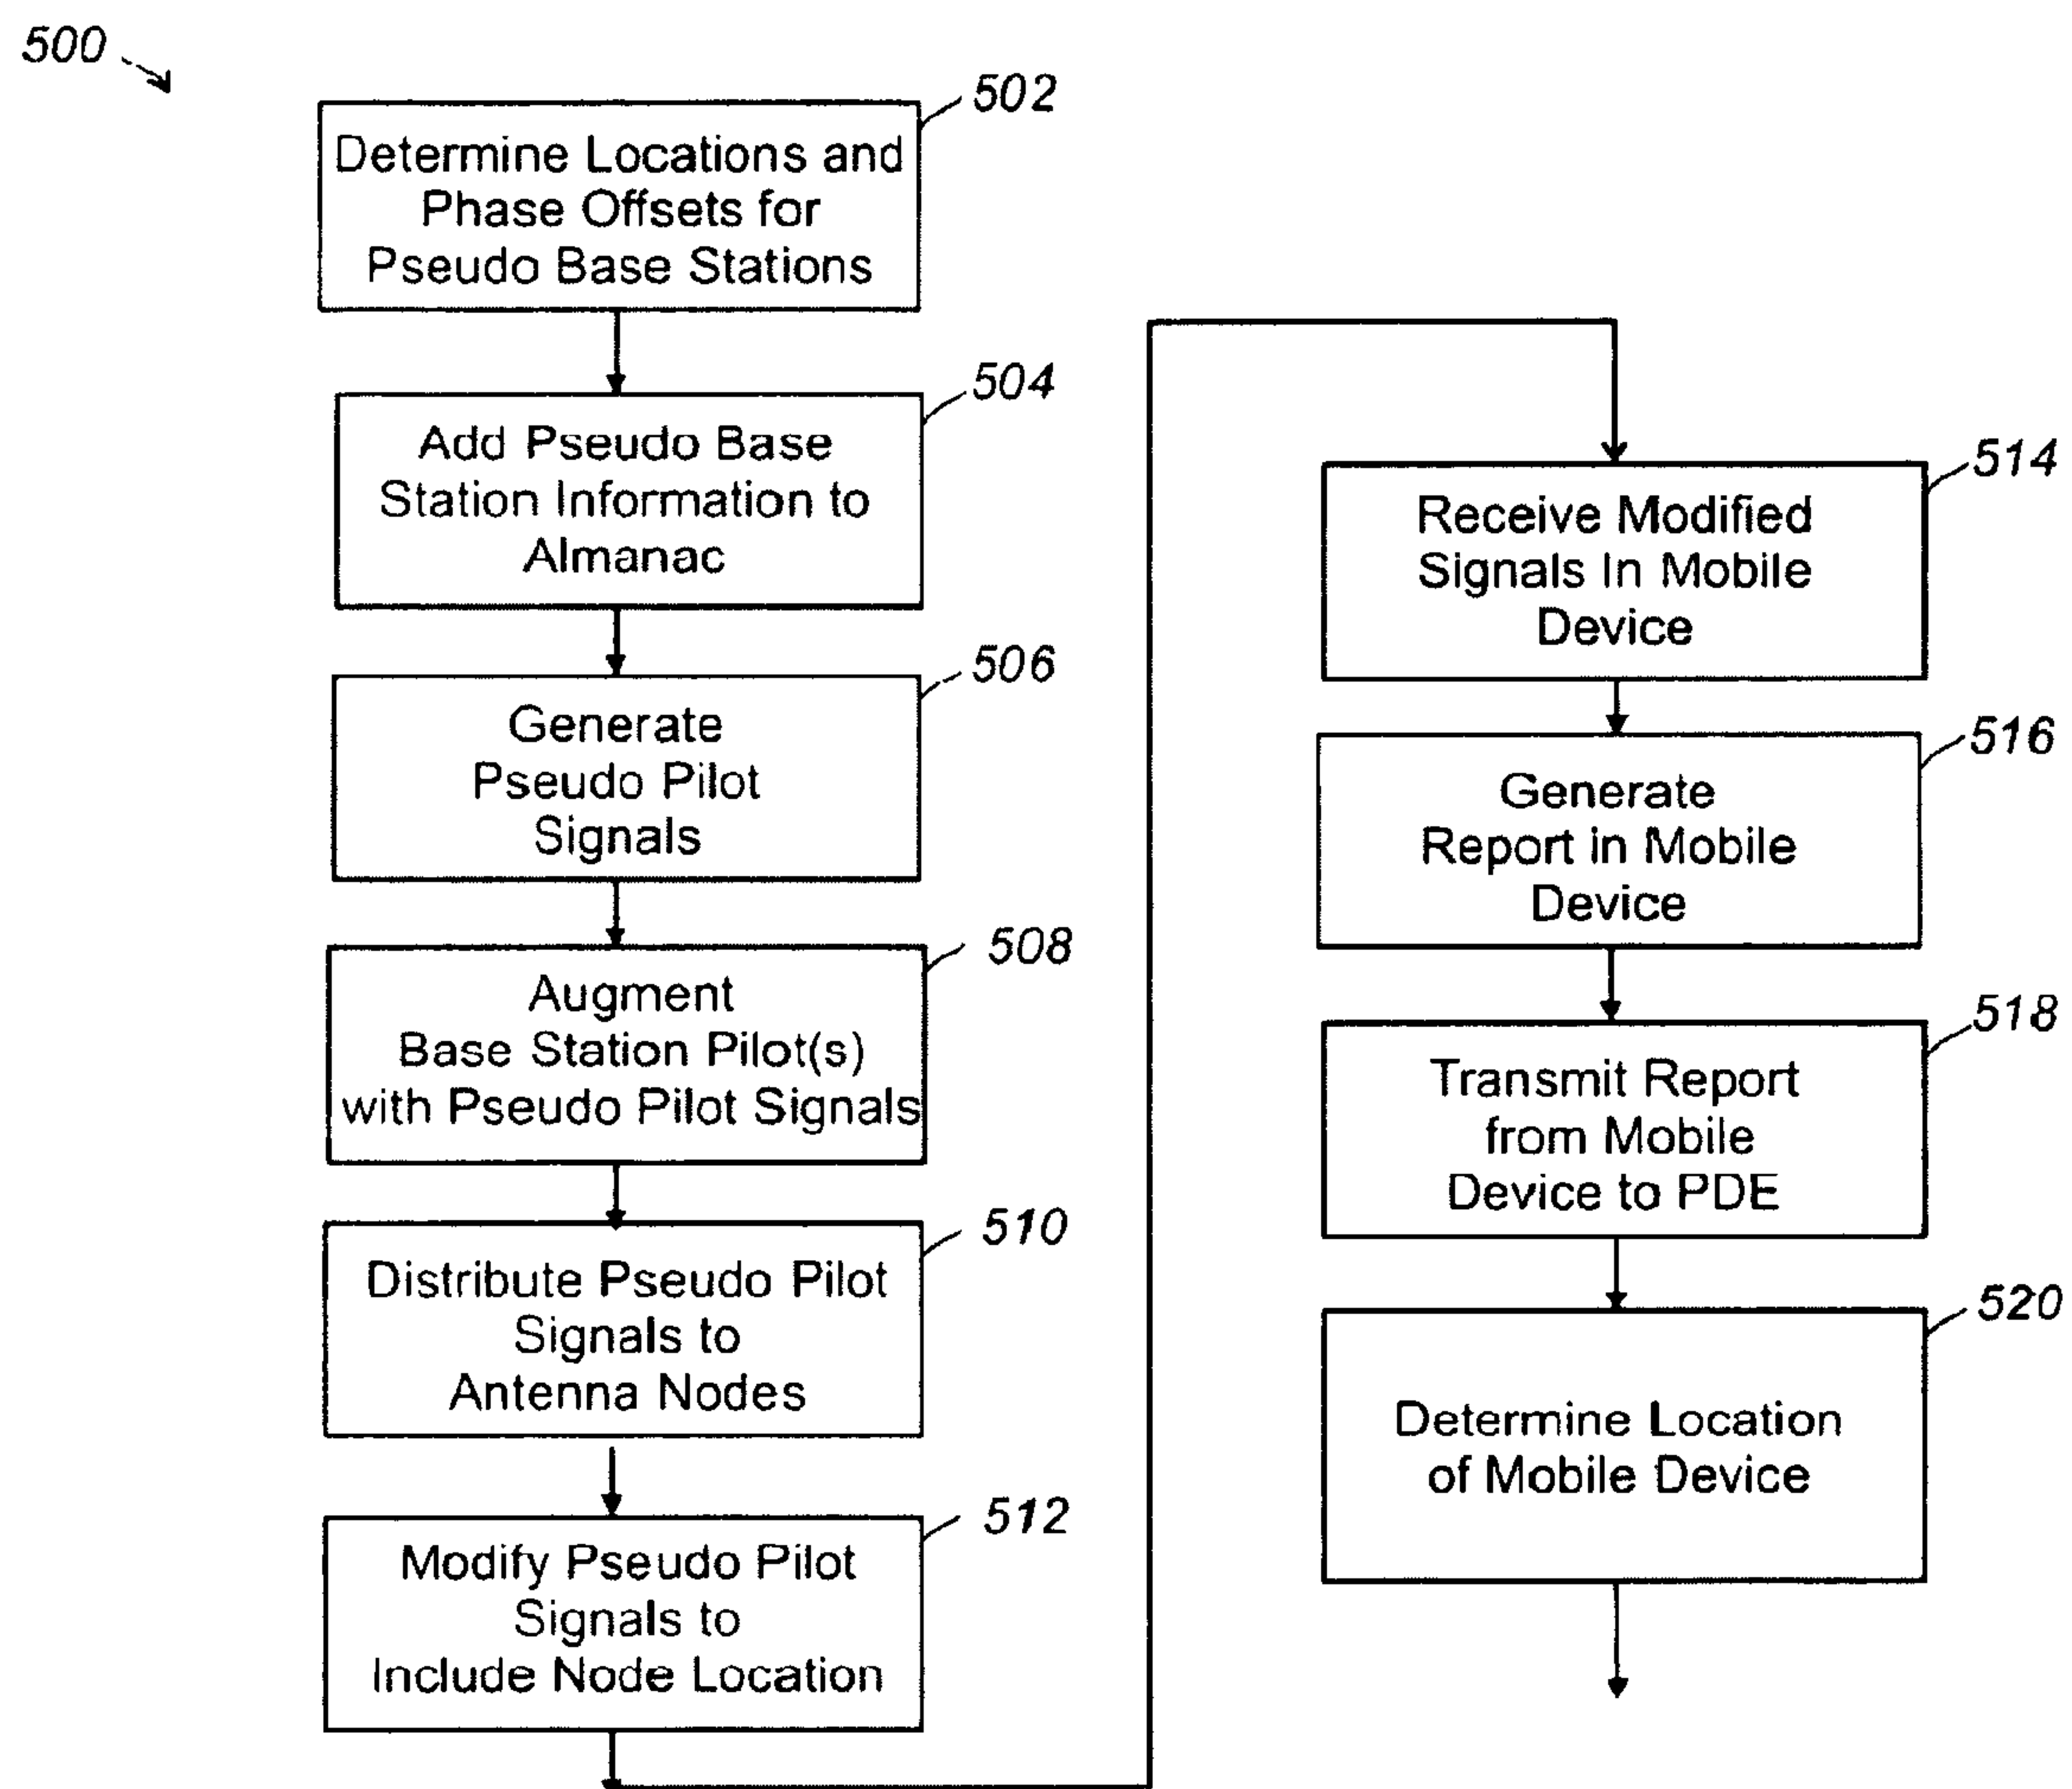 500
502
Determine Locations and
Phase Offsets for
Pseudo Base Stations
504
Add Pseudo Base
Station Information to
Almanac
506
Generate
Pseudo Pilot
Signals
508
Augment
Base Station Pilot(s)
with Pseudo Pilot Signals
510
Distribute Pseudo Pilot
Signals to
Antenna Nodes
512
Modify Pseudo Pilot
Signals to
Include Node Location
514
Receive Modified
Signals In Mobile
Device
516
Generate
Report in Mobile
Device
518
Transmit Report
from Mobile
Device to PDE
520
Determine Location
of Mobile Device